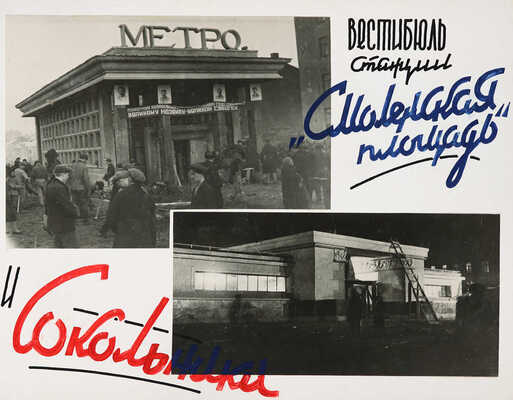 МЕТРО.
Вестибюль
станции
„Смоленская
площадь"
и
Сокольники